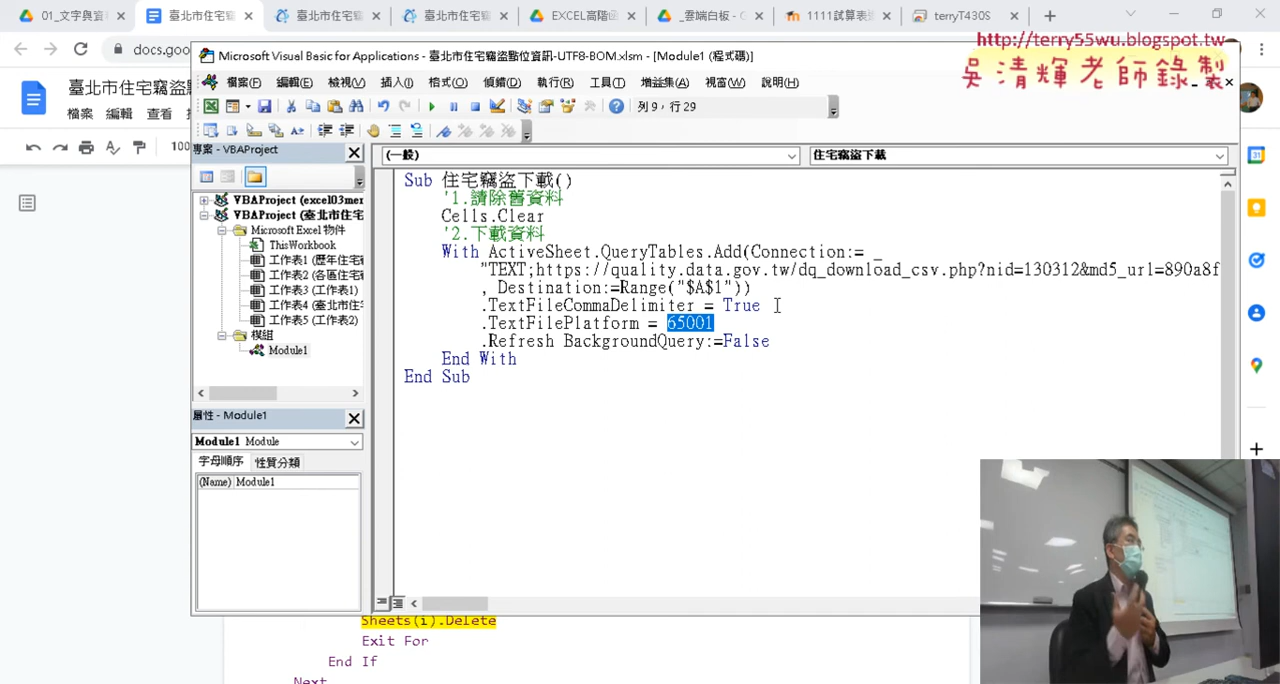 01_文字與資
臺北市住宅
臺北市住宅竊
臺北市住宅竊
EXCEL高階函
_雲端白板 - G
1111試算表班
terryT430S
docs.goo
http://terry55wu.blogspot.tw
吳清輝老師錄製
臺北市住宅竊盜點
檔案 編輯 查看
100
Microsoft Visual Basic for Applications - 臺北市住宅竊盜點位資訊-UTF8-BOM.xlsm - [Module1 (程式碼)]
檔案(F) 編輯(E) 檢視(V) 插入(I) 格式(O) 偵錯(D) 執行(R) 工具(T) 增益集(A) 視窗(W) 說明(H)
列 9，行 29
專案 - VBAProject
(一般)
住宅竊盜下載
VBAProject (excel03men
VBAProject (臺北市住宅
Microsoft Excel 物件
ThisWorkbook
工作表1 (歷年住宅
工作表2 (各區住宅
工作表3 (工作表1)
工作表4 (臺北市住
工作表5 (工作表2)
模組
Module1
Sub 住宅竊盜下載()
'1.請除舊資料
Cells.Clear
'2.下載資料
With ActiveSheet.QueryTables.Add(Connection:= _
"TEXT;https://quality.data.gov.tw/dq_download_csv.php?nid=130312&md5_url=890a8f
, Destination:=Range("$A$1"))
.TextFileCommaDelimiter = True
.TextFilePlatform = 65001
.Refresh BackgroundQuery:=False
End With
End Sub
屬性 - Module1
Module1 Module
字母順序 性質分類
(Name) Module1
Sheets(i).Delete
Exit For
End If
Next